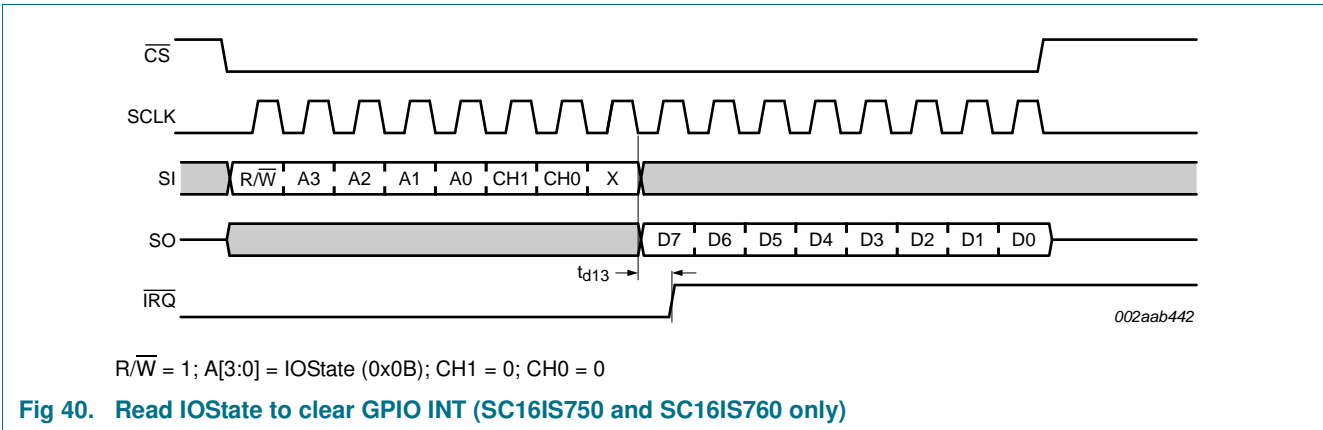 C̅S̅
SCLK
SI R/W̅ A3 A2 A1 A0 CH1 CH0 X
SO D7 D6 D5 D4 D3 D2 D1 D0
td13
I̅R̅Q̅
002aab442
R/W̅ = 1; A[3:0] = IOState (0x0B); CH1 = 0; CH0 = 0
Fig 40. Read IOState to clear GPIO INT (SC16IS750 and SC16IS760 only)